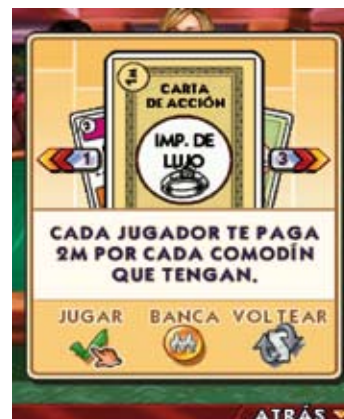 1M
CARTA
DE ACCIÓN
IMP. DE
LUJO
1
3
CADA JUGADOR TE PAGA
2M POR CADA COMODÍN
QUE TENGAN.
JUGAR BANCA VOLTEAR
ATRÁS